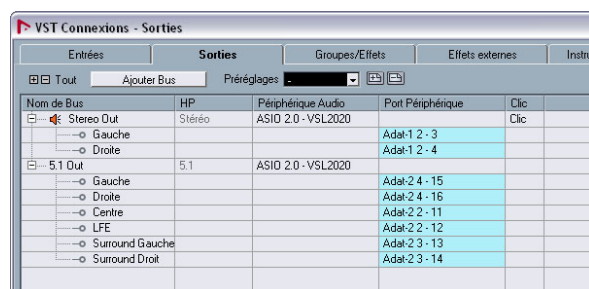 VST Connexions - Sorties
Entrées Sorties Groupes/Effets Effets externes Instru
Tout Ajouter Bus Préréglages -
Nom de Bus HP Périphérique Audio Port Périphérique Clic
Stereo Out Stéréo ASIO 2.0 - VSL2020 Clic
Gauche Adat-1 2 - 3
Droite Adat-1 2 - 4
5.1 Out 5.1 ASIO 2.0 - VSL2020
Gauche Adat-2 4 - 15
Droite Adat-2 4 - 16
Centre Adat-2 2 - 11
LFE Adat-2 2 - 12
Surround Gauche Adat-2 3 - 13
Surround Droit Adat-2 3 - 14